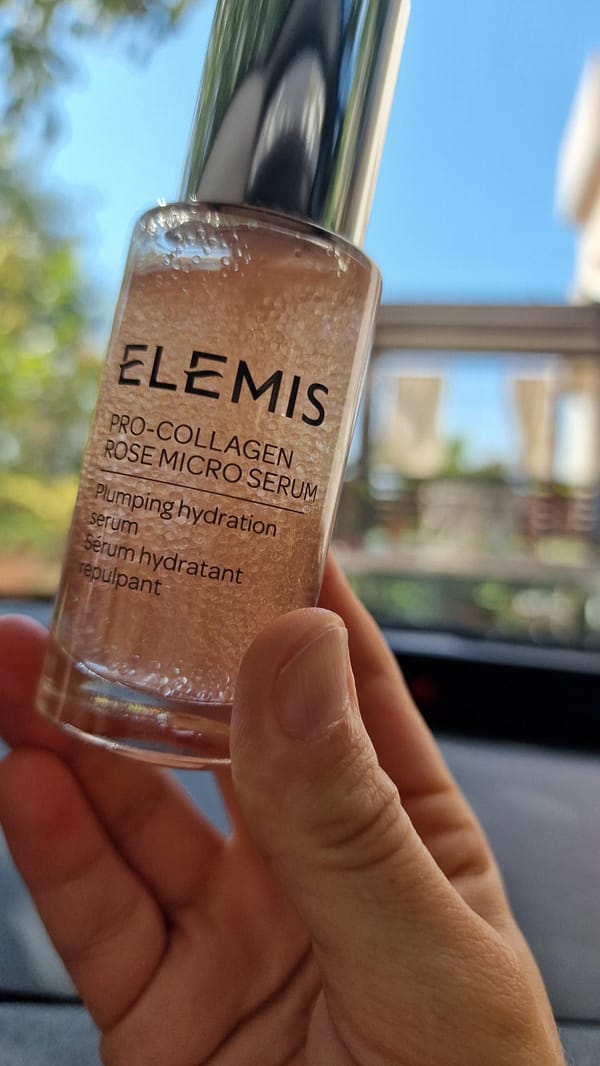 ELEMIS
PRO-COLLAGEN
ROSE MICRO SERUM
Plumping hydration
serum
Sérum hydratant
repulpant